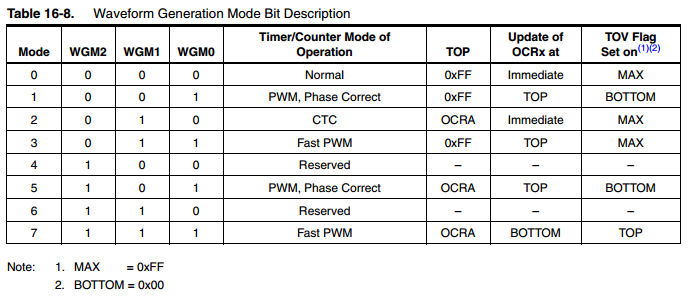 Table 16-8. Waveform Generation Mode Bit Description
Mode WGM2 WGM1 WGM0 Timer/Counter Mode of Operation TOP Update of OCRx at TOV Flag Set on(1)(2)
0 0 0 0 Normal 0xFF Immediate MAX
1 0 0 1 PWM, Phase Correct 0xFF TOP BOTTOM
2 0 1 0 CTC OCRA Immediate MAX
3 0 1 1 Fast PWM 0xFF TOP MAX
4 1 0 0 Reserved – – –
5 1 0 1 PWM, Phase Correct OCRA TOP BOTTOM
6 1 1 0 Reserved – – –
7 1 1 1 Fast PWM OCRA BOTTOM TOP
Note: 1. MAX = 0xFF
2. BOTTOM = 0x00